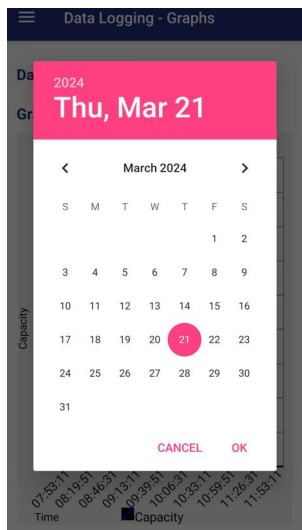 Data Logging - Graphs
Da
2024
Thu, Mar 21
Gr
March 2024
S M T W T F S
1 2
3 4 5 6 7 8 9
10 11 12 13 14 15 16
17 18 19 20 21 22 23
24 25 26 27 28 29 30
31
CANCEL OK
Capacity
07:53:11 08:19:51 08:46:31 09:13:11 09:39:51 10:06:31 10:33:11 10:59:51 11:26:31 11:53:11
Time
Capacity